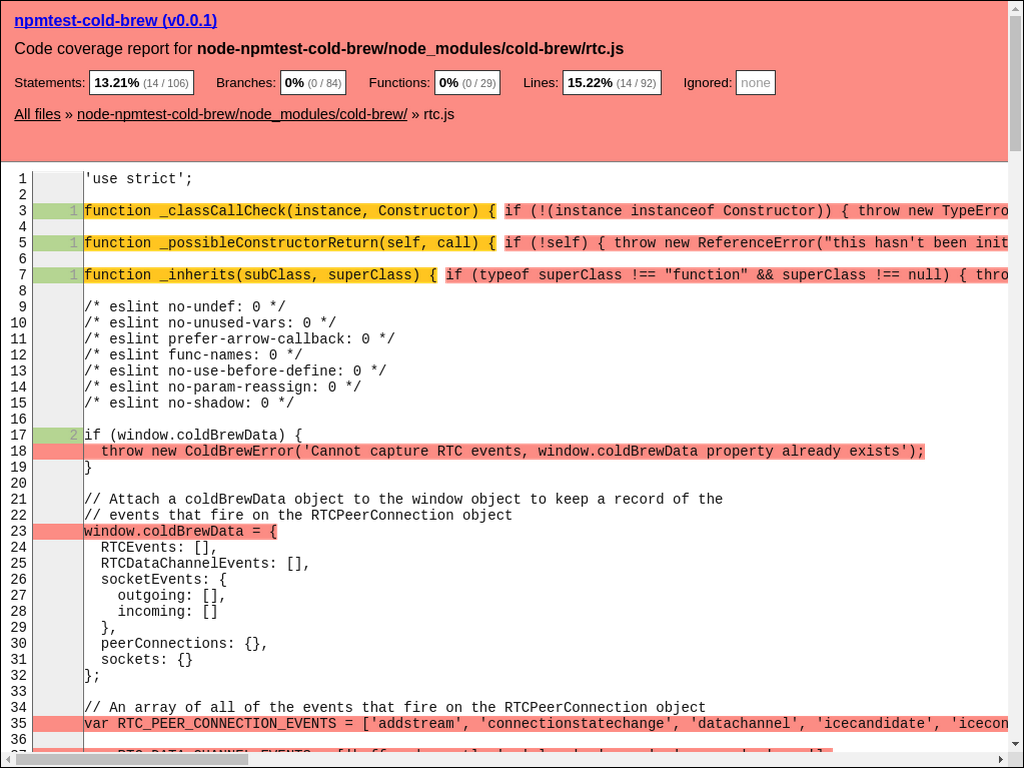 npmtest-cold-brew (v0.0.1)
Code coverage report for node-npmtest-cold-brew/node_modules/cold-brew/rtc.js
Statements: 13.21% (14 / 106) Branches: 0% (0 / 84) Functions: 0% (0 / 29) Lines: 15.22% (14 / 92) Ignored: none
All files » node-npmtest-cold-brew/node_modules/cold-brew/ » rtc.js
1 'use strict';
2
3 1 function _classCallCheck(instance, Constructor) { if (!(instance instanceof Constructor)) { throw new TypeErro
4
5 1 function _possibleConstructorReturn(self, call) { if (!self) { throw new ReferenceError("this hasn't been init
6
7 1 function _inherits(subClass, superClass) { if (typeof superClass !== "function" && superClass !== null) { thro
8
9 /* eslint no-undef: 0 */
10 /* eslint no-unused-vars: 0 */
11 /* eslint prefer-arrow-callback: 0 */
12 /* eslint func-names: 0 */
13 /* eslint no-use-before-define: 0 */
14 /* eslint no-param-reassign: 0 */
15 /* eslint no-shadow: 0 */
16
17 2 if (window.coldBrewData) {
18 throw new ColdBrewError('Cannot capture RTC events, window.coldBrewData property already exists');
19 }
20
21 // Attach a coldBrewData object to the window object to keep a record of the
22 // events that fire on the RTCPeerConnection object
23 window.coldBrewData = {
24 RTCEvents: [],
25 RTCDataChannelEvents: [],
26 socketEvents: {
27 outgoing: [],
28 incoming: []
29 },
30 peerConnections: {},
31 sockets: {}
32 };
33
34 // An array of all of the events that fire on the RTCPeerConnection object
35 var RTC_PEER_CONNECTION_EVENTS = ['addstream', 'connectionstatechange', 'datachannel', 'icecandidate', 'icecon
36